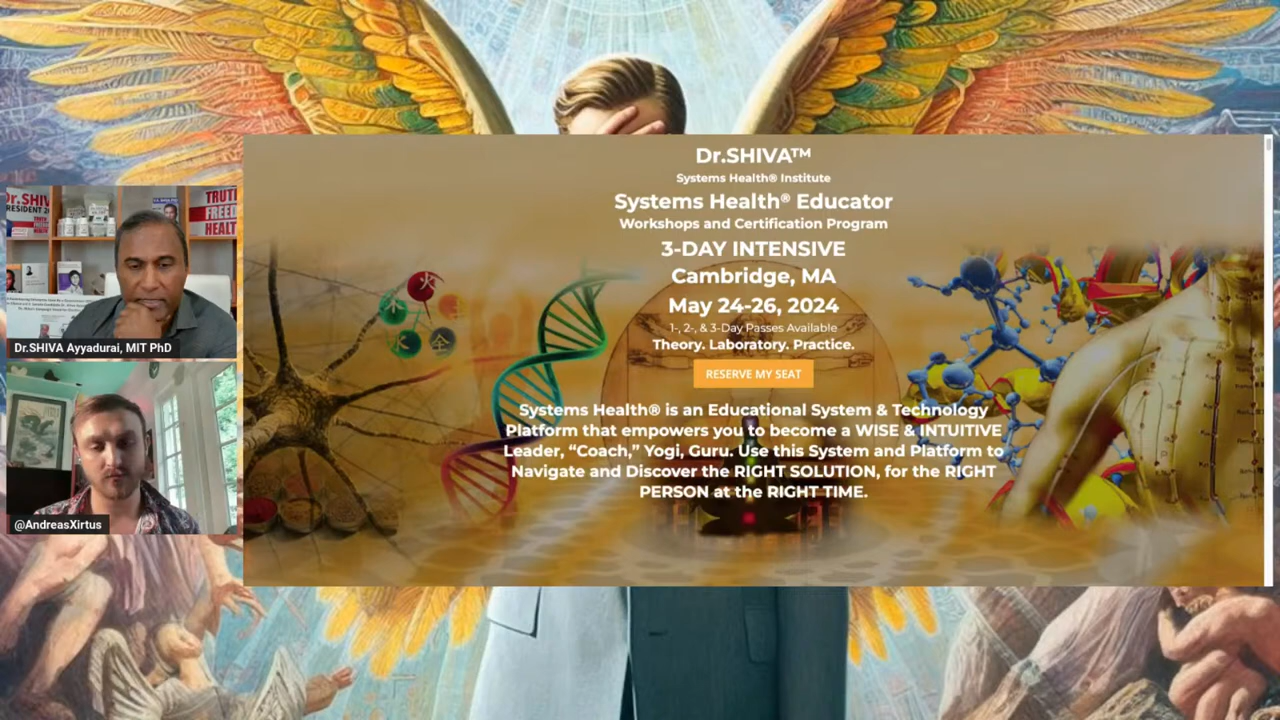 Dr.SHIVA™
Systems Health® Institute
Systems Health® Educator
Workshops and Certification Program
3-DAY INTENSIVE
Cambridge, MA
May 24-26, 2024
1-, 2-, & 3-Day Passes Available
Theory. Laboratory. Practice.
RESERVE MY SEAT
Systems Health® is an Educational System & Technology
Platform that empowers you to become a WISE & INTUITIVE
Leader, “Coach,” Yogi, Guru. Use this System and Platform to
Navigate and Discover the RIGHT SOLUTION, for the RIGHT
PERSON at the RIGHT TIME.
火
木
水
金
TRUTH
FREED
HEALT
Dr.SHIVA Ayyadurai, MIT PhD
@AndreasXirtus